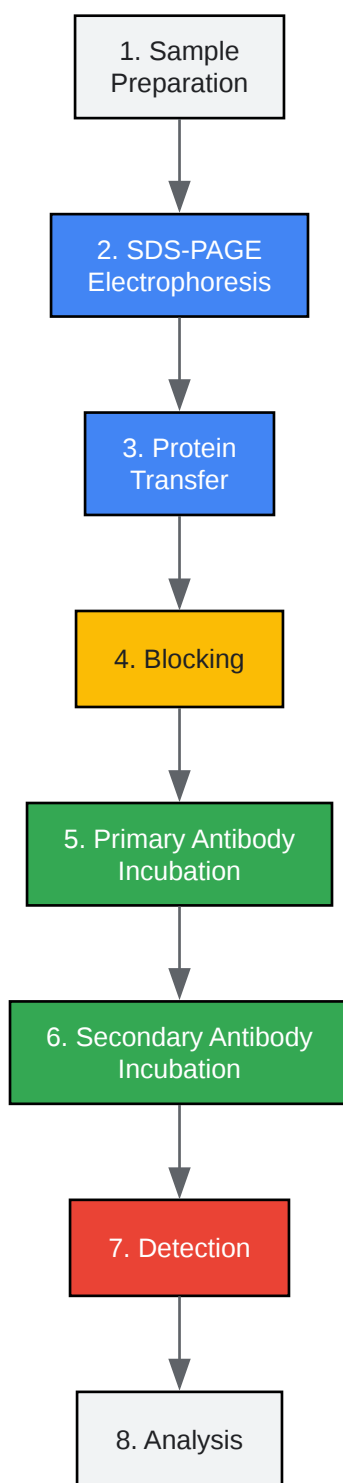 1. Sample
Preparation
2. SDS-PAGE
Electrophoresis
3. Protein
Transfer
4. Blocking
5. Primary Antibody
Incubation
6. Secondary Antibody
Incubation
7. Detection
8. Analysis